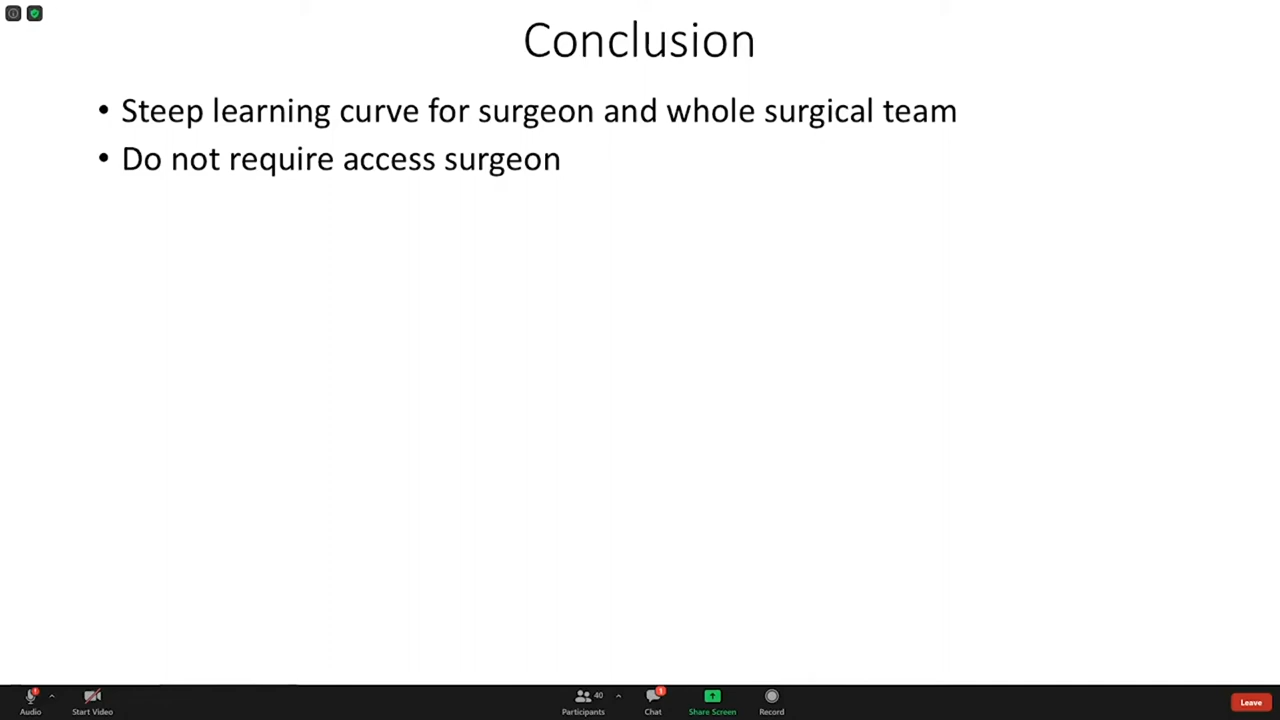 Conclusion
• Steep learning curve for surgeon and whole surgical team
• Do not require access surgeon
Audio
Start Video
Participants
40
Chat
1
Share Screen
Record
Leave